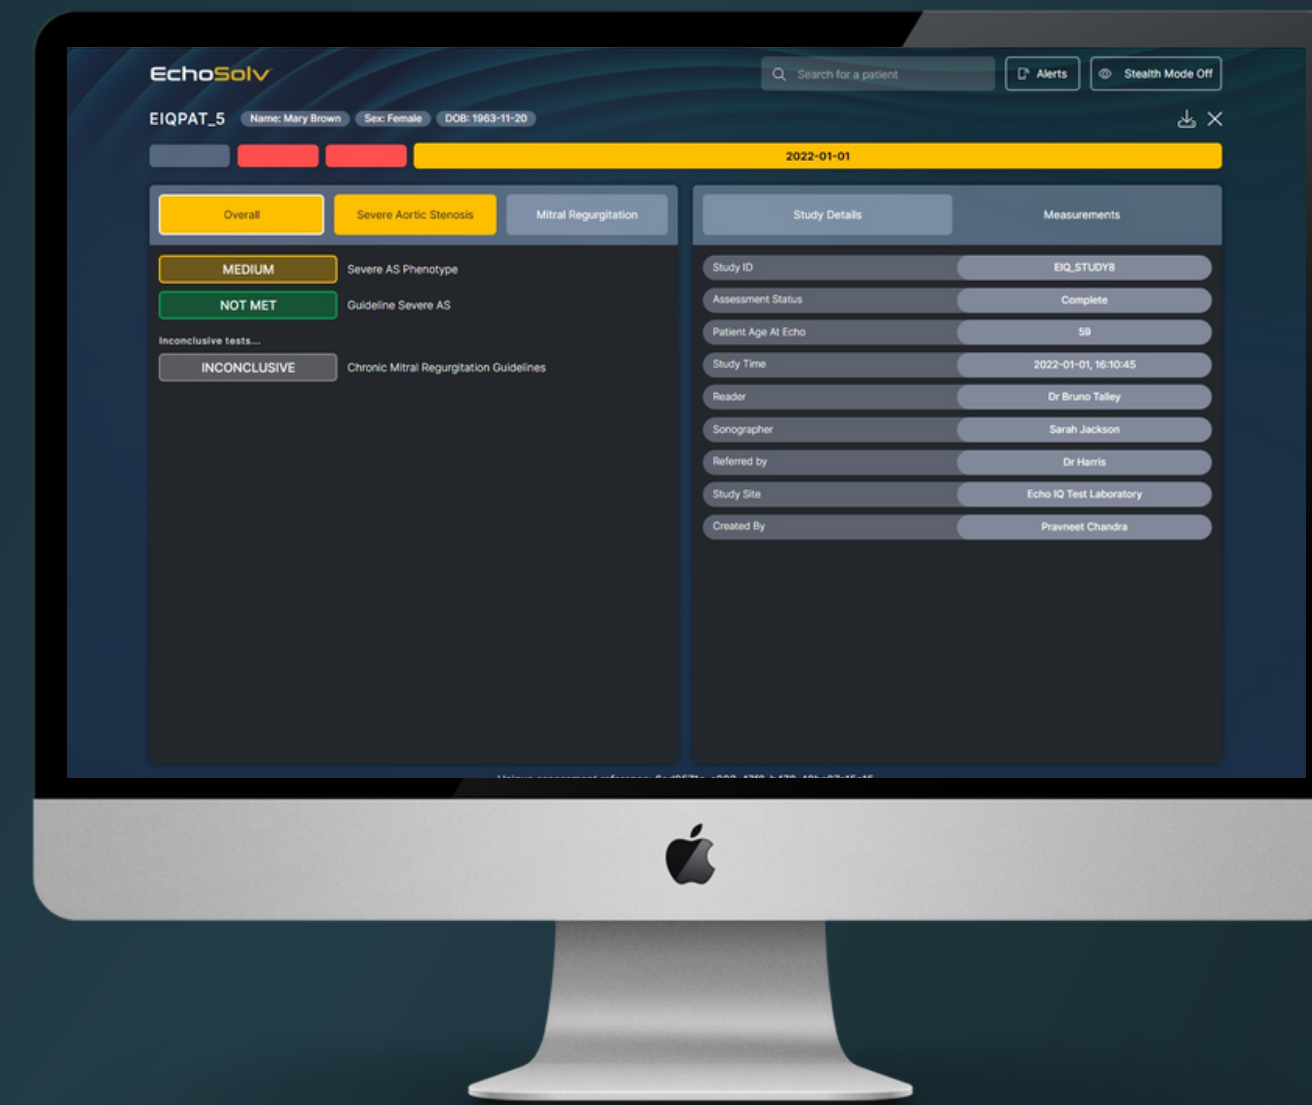 EchoSolv
Search for a patient
Alerts
Stealth Mode Off
EIQPAT_5
Name: Mary Brown
Sex: Female
DOB: 1963-11-20
2022-01-01
Overall
Severe Aortic Stenosis
Mitral Regurgitation
MEDIUM
Severe AS Phenotype
NOT MET
Guideline Severe AS
Inconclusive tests...
INCONCLUSIVE
Chronic Mitral Regurgitation Guidelines
Study Details
Measurements
Study ID
EIQ_STUDY8
Assessment Status
Complete
Patient Age At Echo
59
Study Time
2022-01-01, 16:10:45
Reader
Dr Bruno Talley
Sonographer
Sarah Jackson
Referred by
Dr Harris
Study Site
Echo IQ Test Laboratory
Created By
Pravneet Chandra
Unique assessment reference: